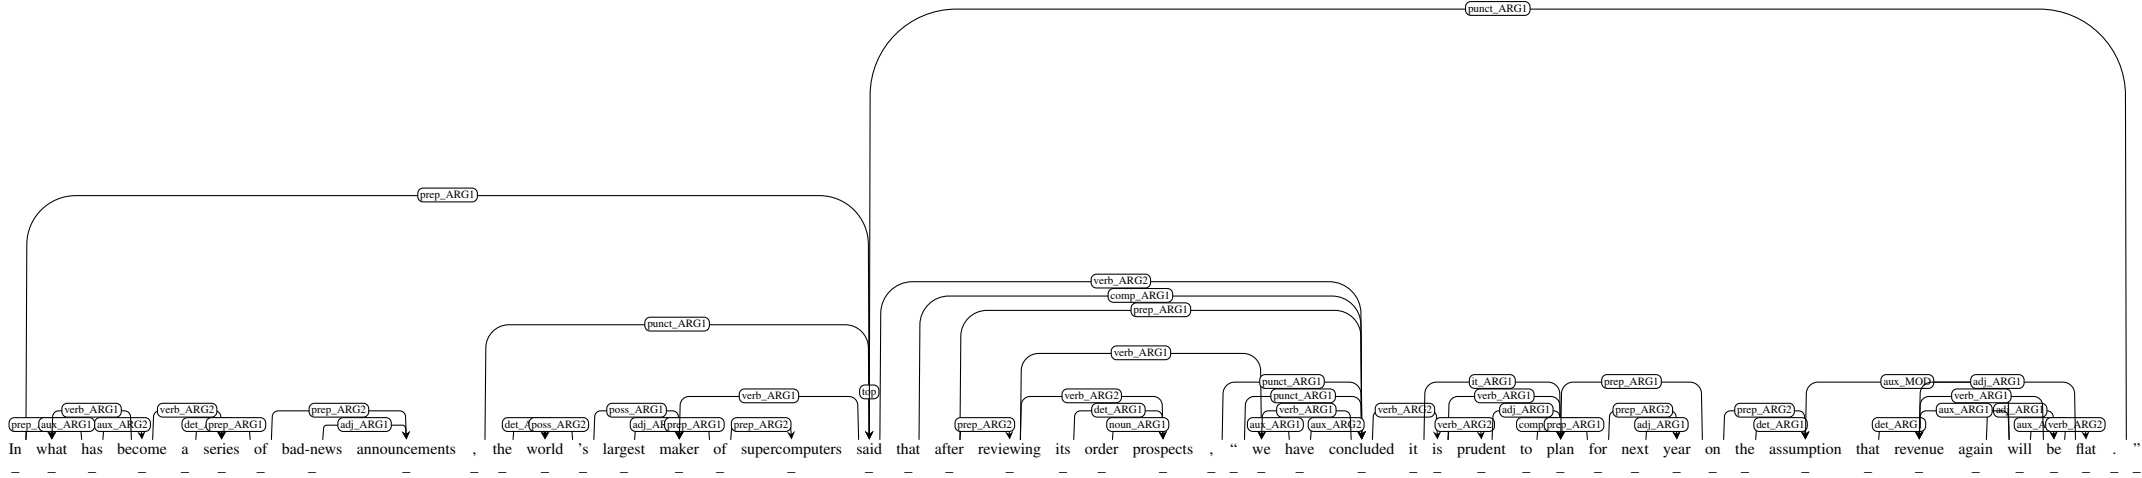 punct_ARG1
prep_ARG1
verb_ARG2
comp_ARG1
prep_ARG1
punct_ARG1
verb_ARG1
punct_ARG1 it_ARG1 prep_ARG1 aux_MOD adj_ARG1
verb_ARG1 top verb_ARG2 punct_ARG1 verb_ARG1 verb_ARG1
verb_ARG1 verb_ARG2 prep_ARG2 poss_ARG1 det_ARG1 verb_ARG1 verb_ARG2 adj_ARG1 prep_ARG2 prep_ARG2 aux_ARG1
aux_ARG1 aux_ARG2 prep_ARG1 adj_ARG1 poss_ARG2 prep_ARG1 prep_ARG2 prep_ARG2 noun_ARG1 aux_ARG1 aux_ARG2 verb_ARG2 prep_ARG1 adj_ARG1 det_ARG1 det_ARG1 verb_ARG2
In what has become a series of bad-news announcements , the world ’s largest maker of supercomputers said that after reviewing its order prospects , “ we have concluded it is prudent to plan for next year on the assumption that revenue again will be flat . ”
_ _ _ _ _ _ _ _ _ _ _ _ _ _ _ _ _ _ _ _ _ _ _ _ _ _ _ _ _ _ _ _ _ _ _ _ _ _ _ _ _ _ _ _ _ _ _ _